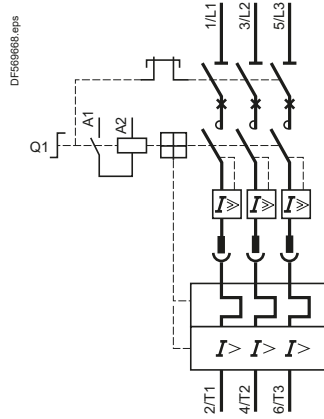 DF569668.eps
1/L1
3/L2
5/L3
A1
A2
Q1
I>> I>> I>>
I> I> I>
2/T1
4/T2
6/T3